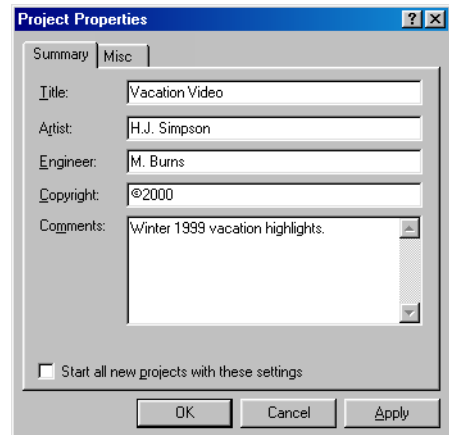 Project Properties
Summary Misc
Title: Vacation Video
Artist: H.J. Simpson
Engineer: M. Burns
Copyright: ©2000
Comments: Winter 1999 vacation highlights.
Start all new projects with these settings
OK Cancel Apply